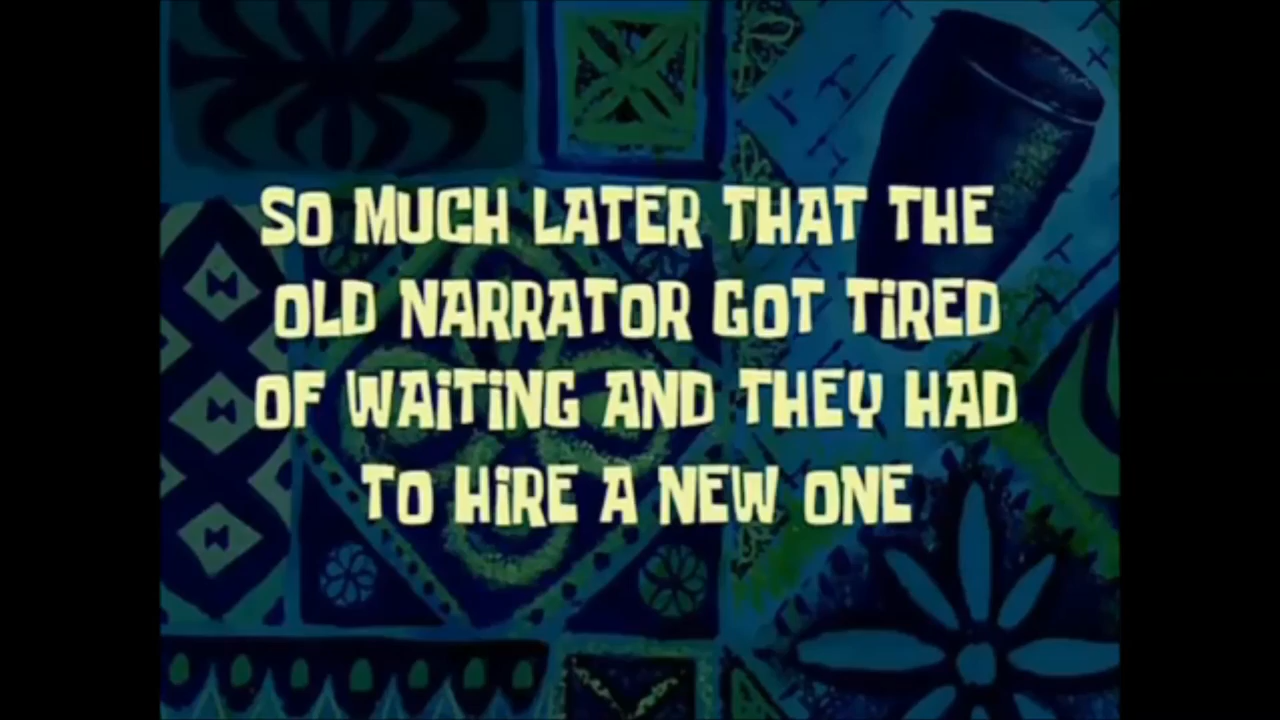 SO MUCH LATER THAT THE
OLD NARRATOR GOT TiRED
OF WAiTiNG AND THEY HAD
TO HiRE A NEW ONE